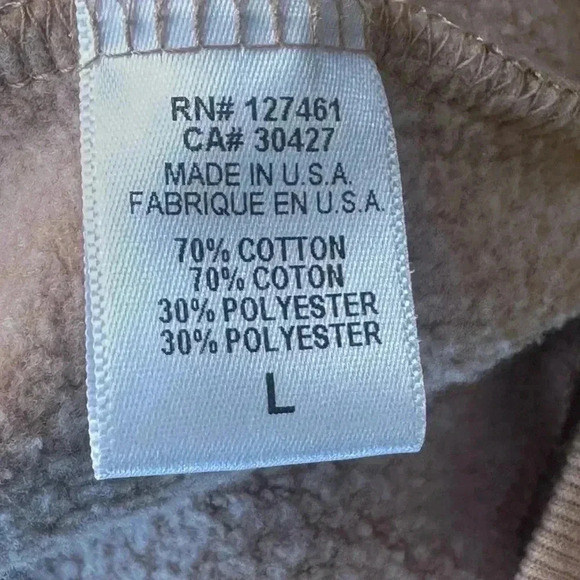 RN# 127461
CA# 30427
MADE IN U.S.A.
FABRIQUE EN U.S.A.
70% COTTON
70% COTON
30% POLYESTER
30% POLYESTER
L